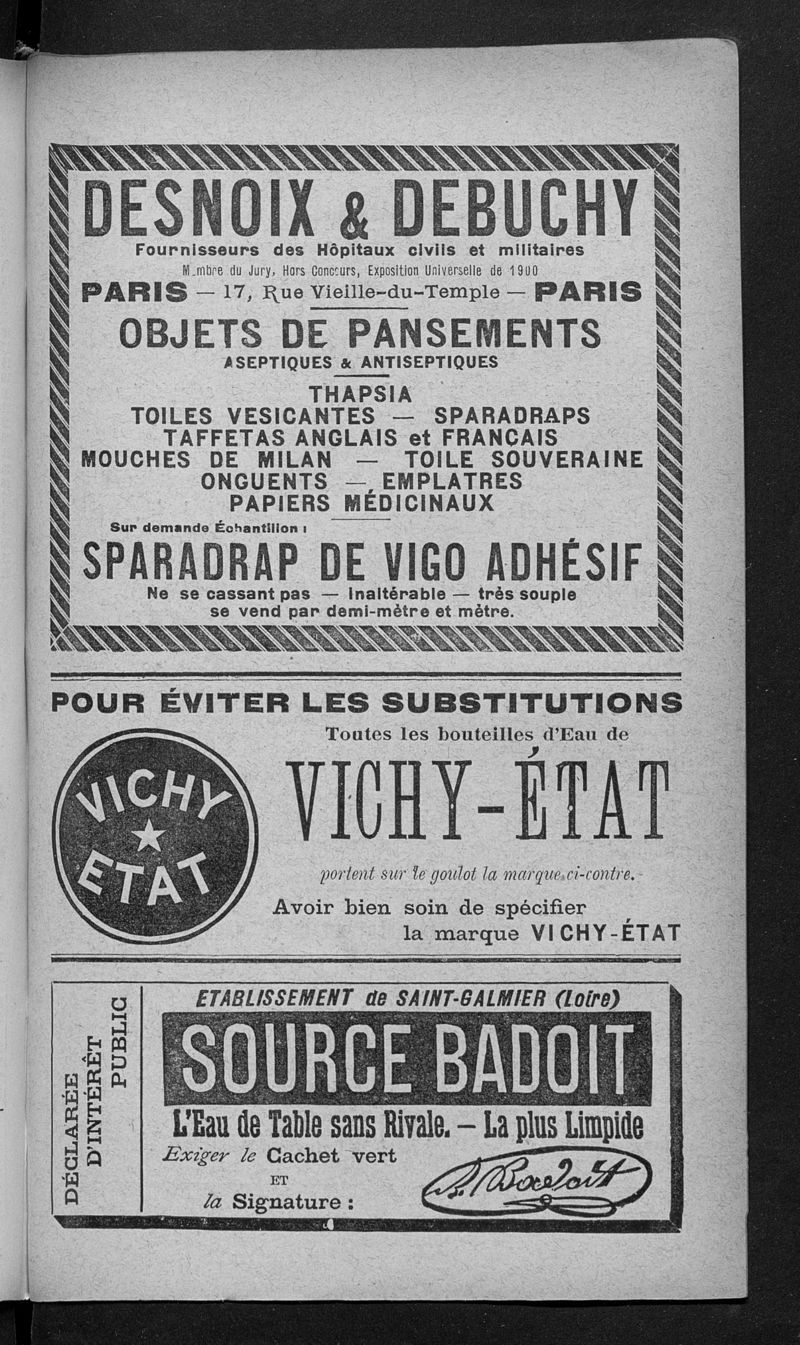 DESNOIX & DEBUCHY
Fournisseurs des Hôpitaux civils et militaires
Membre du Jury, Hors Concours, Exposition Universelle de 1900
PARIS — 17, Rue Vieille-du-Temple — PARIS
OBJETS DE PANSEMENTS
ASEPTIQUES & ANTISEPTIQUES
THAPSIA
TOILES VESICANTES — SPARADRAPS
TAFFETAS ANGLAIS et FRANCAIS
MOUCHES DE MILAN — TOILE SOUVERAINE
ONGUENTS — EMPLATRES
PAPIERS MÉDICINAUX
Sur demande Échantillon :
SPARADRAP DE VIGO ADHÉSIF
Ne se cassant pas — Inaltérable — très souple
se vend par demi-mètre et mètre.
POUR ÉVITER LES SUBSTITUTIONS
VICHY
ETAT
Toutes les bouteilles d'Eau de
VICHY-ÉTAT
portent sur le goulot la marque ci-contre.
Avoir bien soin de spécifier
la marque VICHY-ÉTAT
DÉCLARÉE
D'INTÉRÊT
PUBLIC
ETABLISSEMENT de SAINT-GALMIER (Loire)
SOURCE BADOIT
L'Eau de Table sans Rivale. — La plus Limpide
Exiger le Cachet vert
ET
la Signature :
A. Badoit